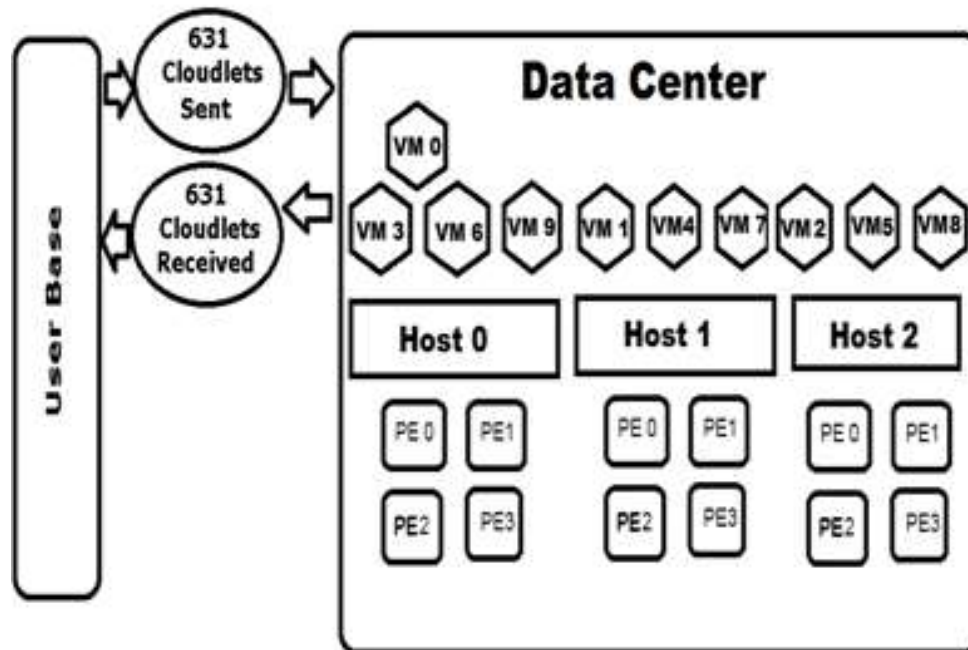 631
Cloudlets
Sent
Data Center
VM 0
631
Cloudlets
Received
User Base
VM 3
VM 6
VM 9
VM 1
VM4
VM 7
VM 2
VM5
VM8
Host 0
Host 1
Host 2
PE 0
PE1
PE 0
PE1
PE 0
PE1
PE2
PE3
PE2
PE3
PE2
PE3